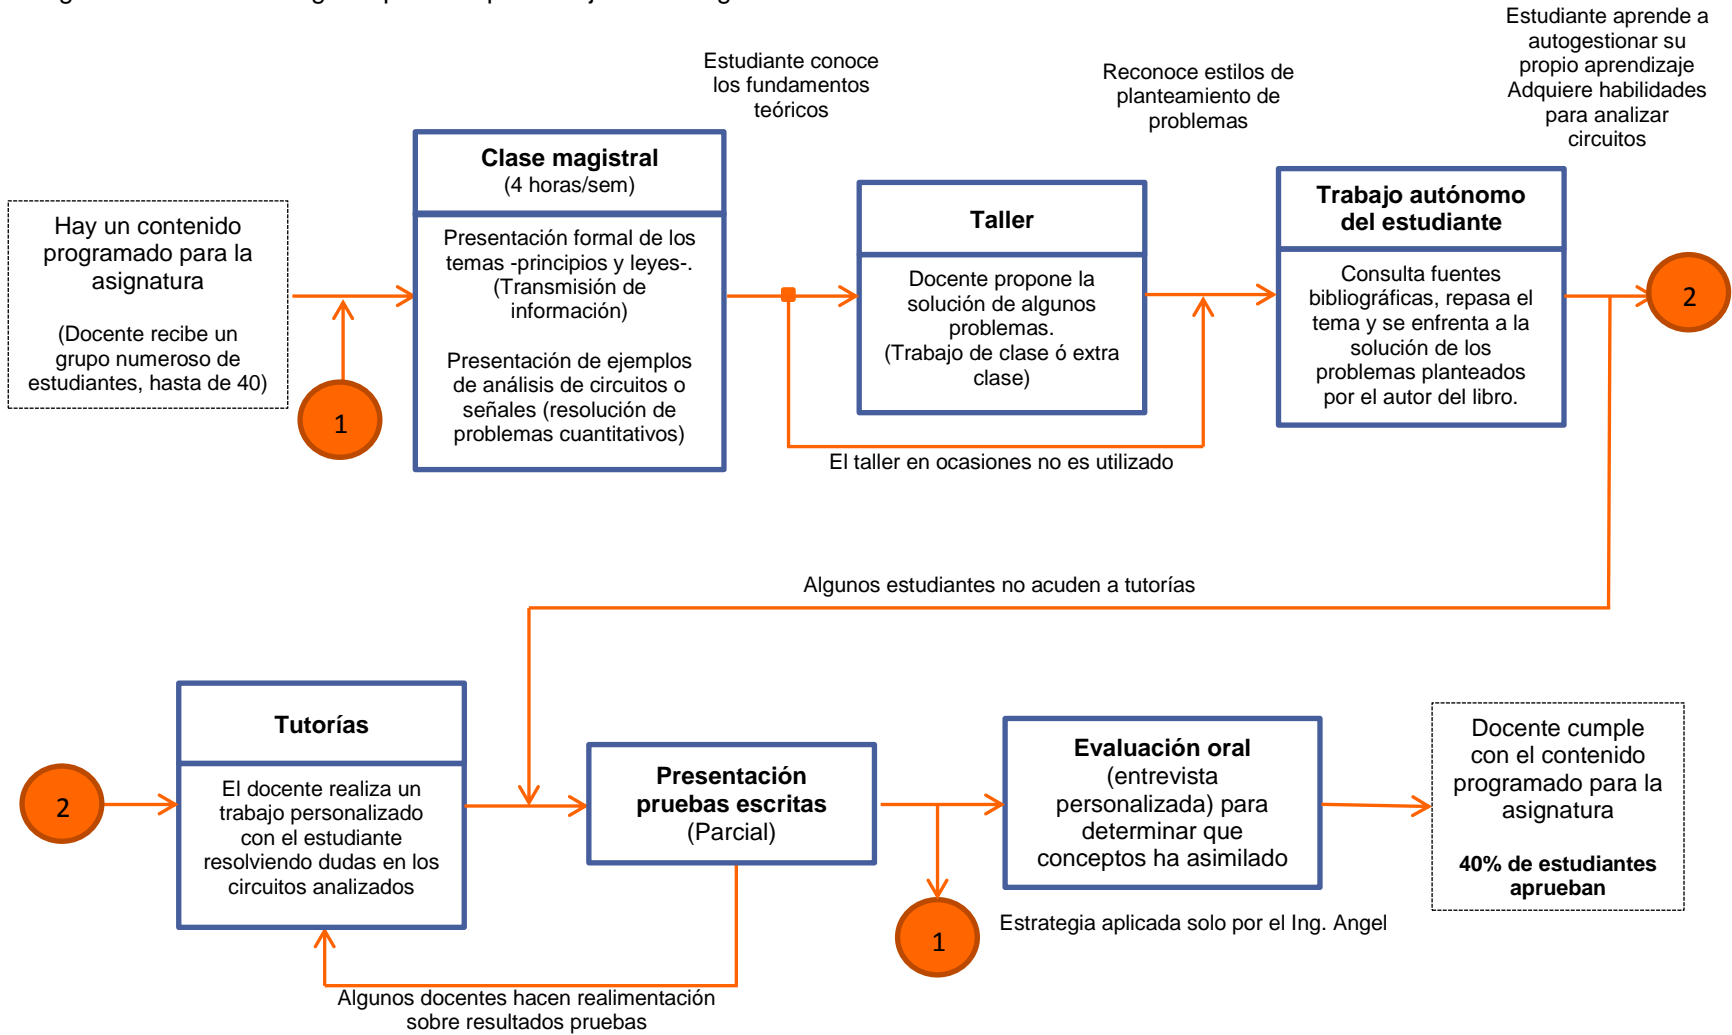 Estudiante conoce
los fundamentos
teóricos
Reconoce estilos de
planteamiento de
problemas
Estudiante aprende a
autogestionar su
propio aprendizaje
Adquiere habilidades
para analizar
circuitos
Hay un contenido
programado para la
asignatura
(Docente recibe un
grupo numeroso de
estudiantes, hasta de 40)
1
Clase magistral
(4 horas/sem)
Presentación formal de los
temas -principios y leyes-.
(Transmisión de
información)
Presentación de ejemplos
de análisis de circuitos o
señales (resolución de
problemas cuantitativos)
Taller
Docente propone la
solución de algunos
problemas.
(Trabajo de clase ó extra
clase)
El taller en ocasiones no es utilizado
Trabajo autónomo
del estudiante
Consulta fuentes
bibliográficas, repasa el
tema y se enfrenta a la
solución de los
problemas planteados
por el autor del libro.
2
Algunos estudiantes no acuden a tutorías
2
Tutorías
El docente realiza un
trabajo personalizado
con el estudiante
resolviendo dudas en los
circuitos analizados
Presentación
pruebas escritas
(Parcial)
Algunos docentes hacen realimentación
sobre resultados pruebas
1
Evaluación oral
(entrevista
personalizada) para
determinar que
conceptos ha asimilado
Estrategia aplicada solo por el Ing. Angel
Docente cumple
con el contenido
programado para la
asignatura
40% de estudiantes
aprueban